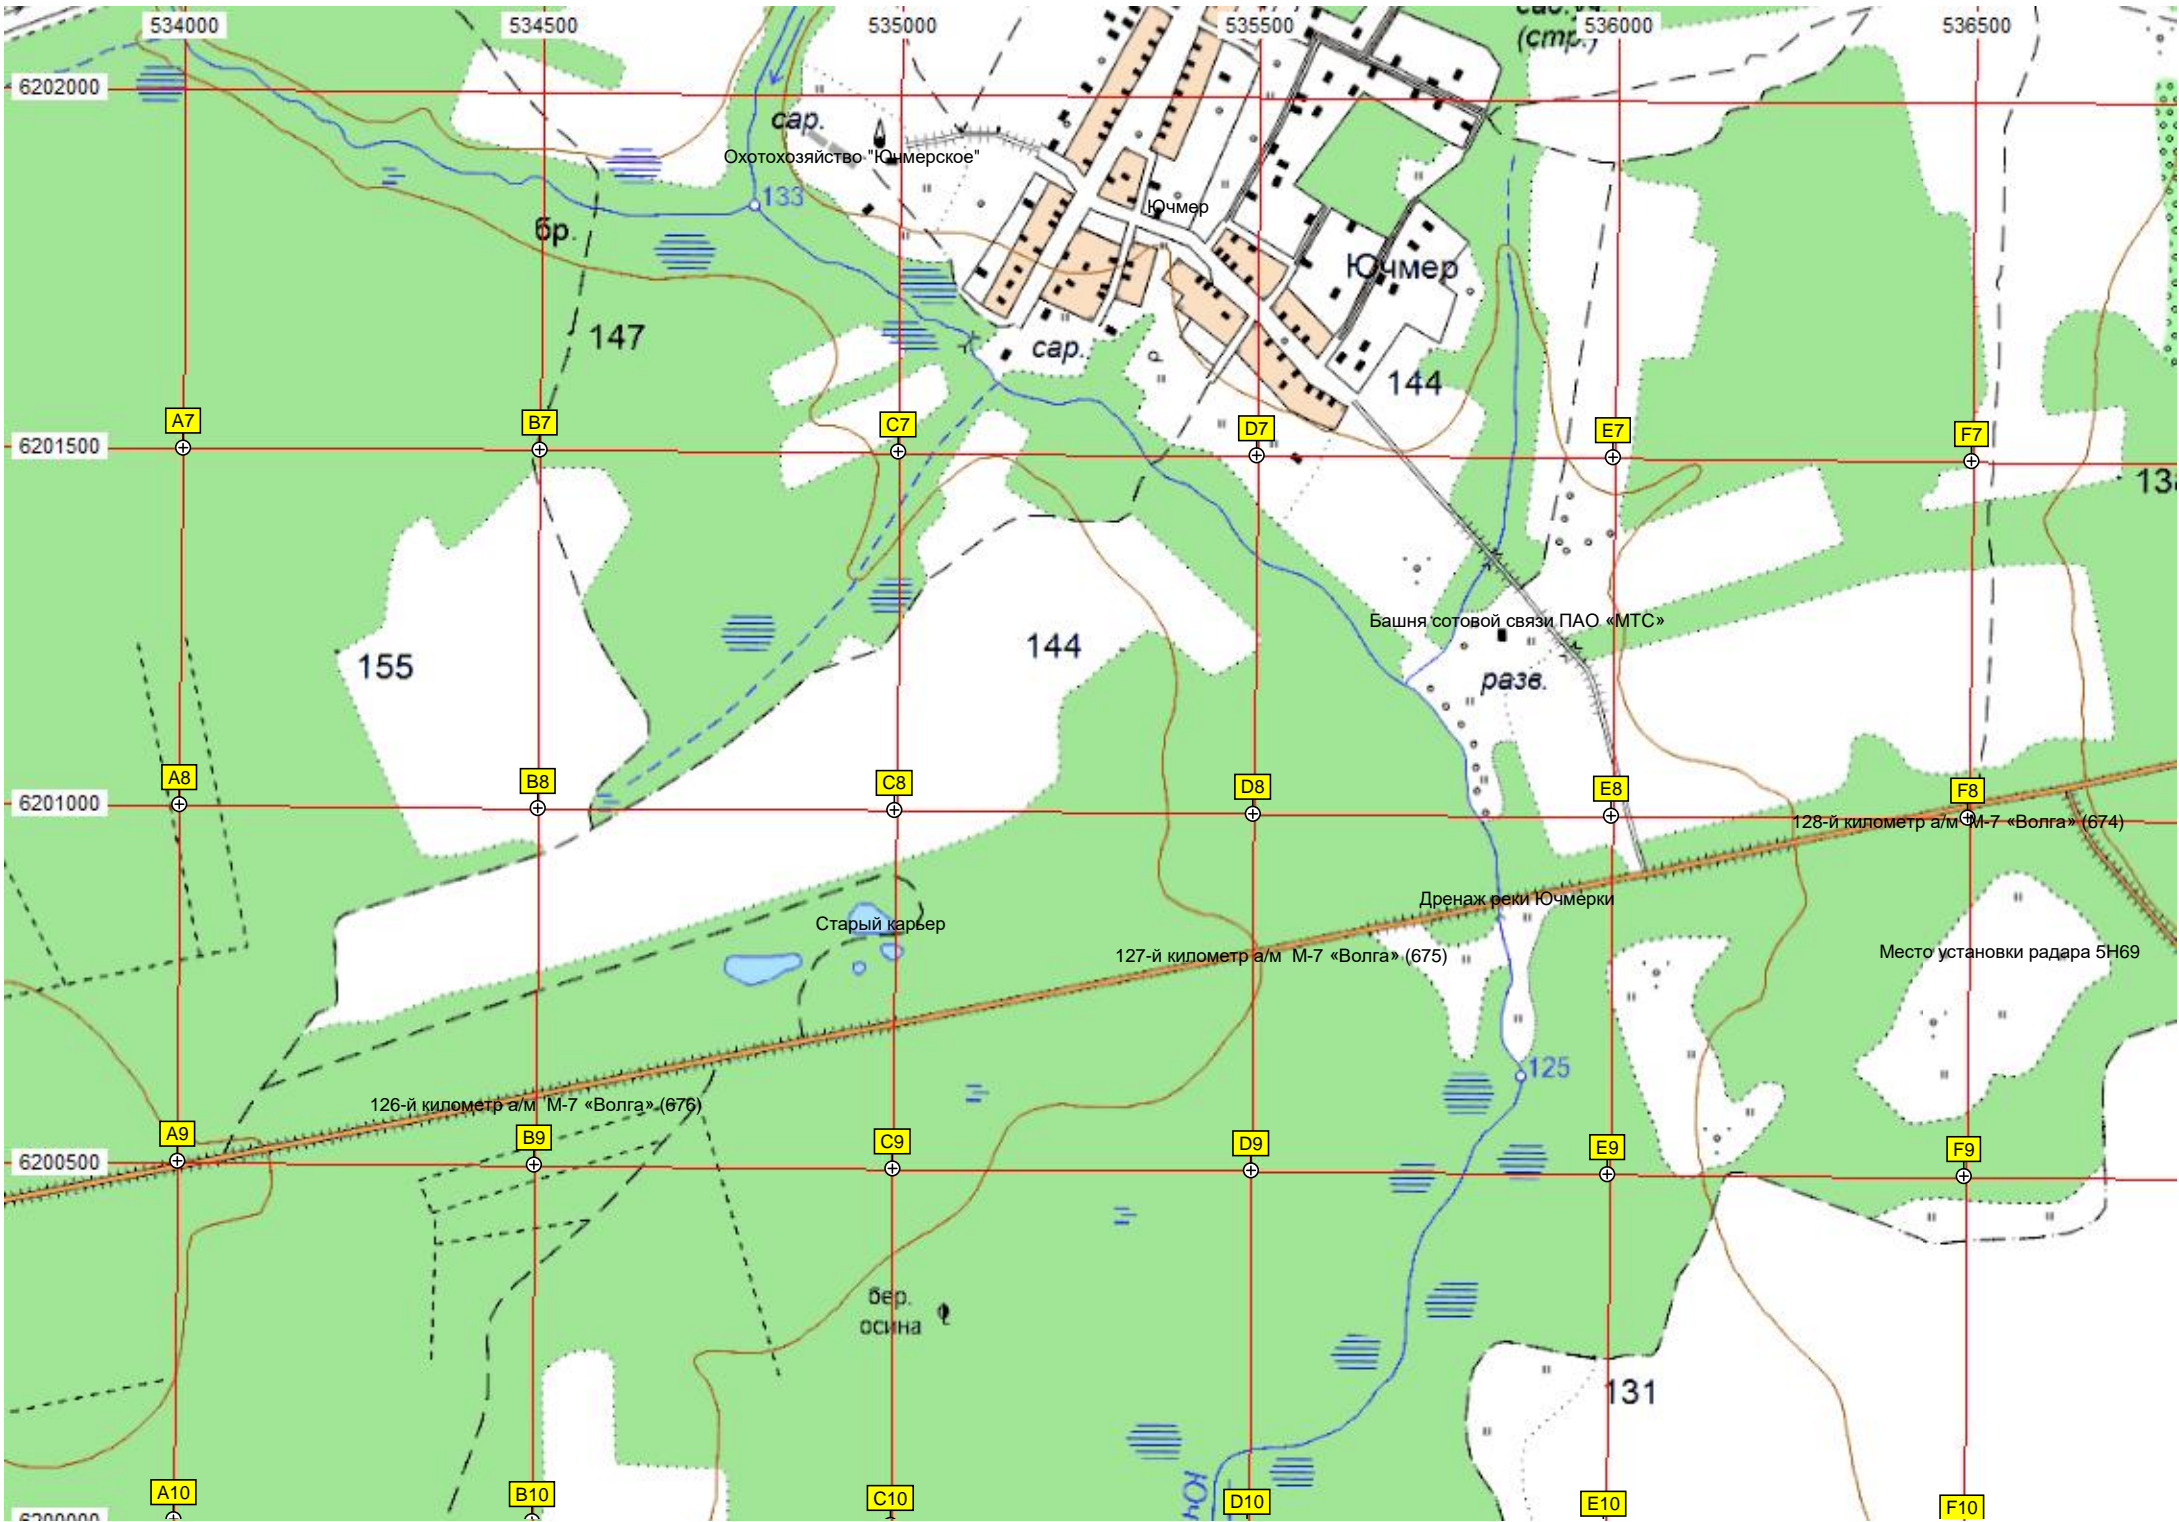 534000 534500 535000 535500 536000 536500
(стр.)
6202000
сар.
Охотохозяйство "Ючмерское"
133
Ючмер
бр.
Ючмер
147
сар.
144
A7 B7 C7 D7 E7 F7
6201500
Башня сотовой связи ПАО «МТС»
155
144
разв.
A8 B8 C8 D8 E8 F8
6201000
128-й километр а/м М-7 «Волга» (674)
Дренаж реки Ючмерки
Старый карьер
127-й километр а/м М-7 «Волга» (675)
Место установки радара 5Н69
125
126-й километр а/м М-7 «Волга» (676)
A9 B9 C9 D9 E9 F9
6200500
бер.
осина
131
A10 B10 C10 D10 E10 F10
6200000